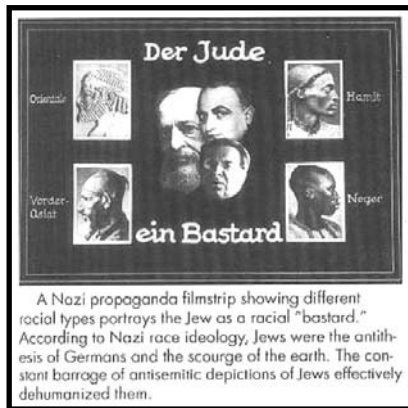 Der Jude
Orientale
Hamit
Vorder-
Asiat
Neger
ein Bastard
A Nazi propaganda filmstrip showing different
racial types portrays the Jew as a racial "bastard."
According to Nazi race ideology, Jews were the antith-
esis of Germans and the scourge of the earth. The con-
stant barrage of antisemitic depictions of Jews effectively
dehumanized them.